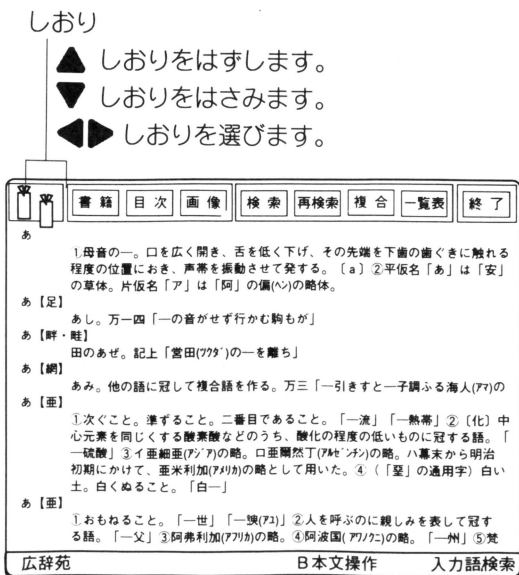 しおり
▲ しおりをはずします。
▼ しおりをはさみます。
◀▶ しおりを選びます。
書籍 目次 画像 検索 再検索 複合 一覧表 終了
あ
①母音の一。口を広く開き、舌を低く下げ、その先端を下歯の歯ぐきに触れる
程度の位置におき、声帯を振動させて発する。〔a〕②平仮名「あ」は「安」
の草体。片仮名「ア」は「阿」の偏(ヘン)の略体。
あ【足】
あし。万一四「―の音がせず行かむ駒もが」
あ【畔・畦】
田のあぜ。記上「営田(ツクダ)の―を離ち」
あ【網】
あみ。他の語に冠して複合語を作る。万三「―引きすと―子調ふる海人(アマ)の
あ【亜】
①次ぐこと。準ずること。二番目であること。「―流」「―熱帯」②〔化〕中
心元素を同じくする酸素酸などのうち、酸化の程度の低いものに冠する語。「
―硫酸」③イ亜細亜(アジア)の略。ロ亜爾然丁(アルゼンチン)の略。ハ幕末から明治
初期にかけて、亜米利加(アメリカ)の略として用いた。④（「堊」の通用字）白い
土。白くぬること。「白―」
あ【亜】
①おもねること。「―世」「―諛(アユ)」②人を呼ぶのに親しみを表して冠す
る語。「―父」③阿弗利加(アフリカ)の略。④阿波国(アワノクニ)の略。「―州」⑤梵
広辞苑 B本文操作 入力語検索